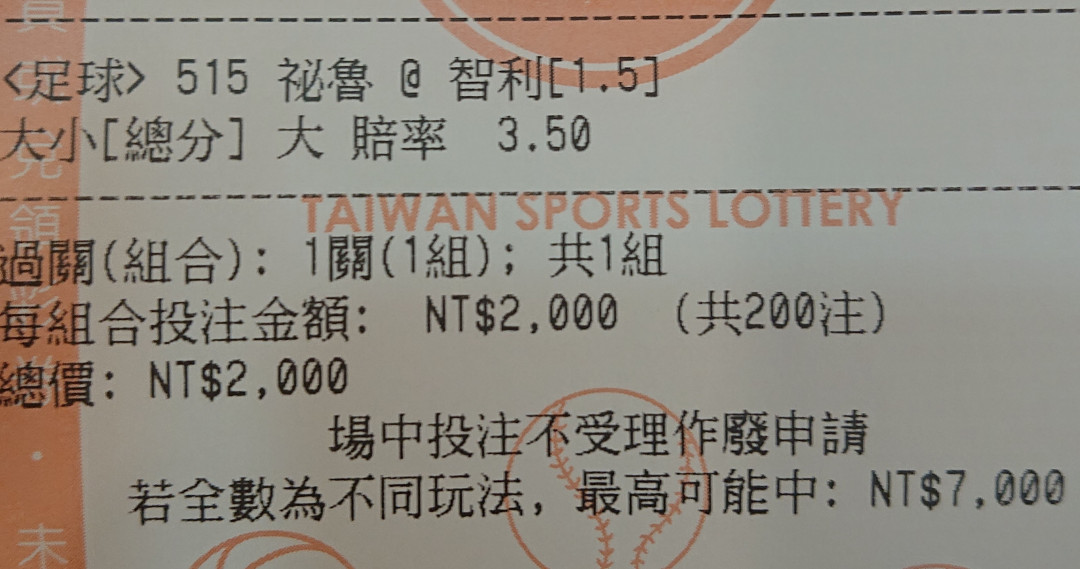 <足球> 515 祕魯 @ 智利[1.5]
大小[總分] 大 賠率 3.50
TAIWAN SPORTS LOTTERY
過關(組合): 1關(1組); 共1組
每組合投注金額: NT$2,000 (共200注)
總價: NT$2,000
場中投注不受理作廢申請
若全數為不同玩法, 最高可能中: NT$7,000
兌
領
未